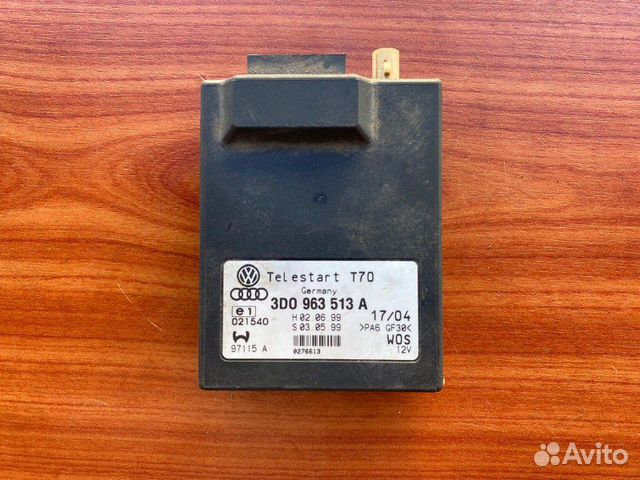 Telestart T70
Germany
3D0 963 513 A
e1
021540
H 02.06.99
S 03.05.99
17/04
>PA6 GF30<
97115 A
0276613
WOS
12V
Avito